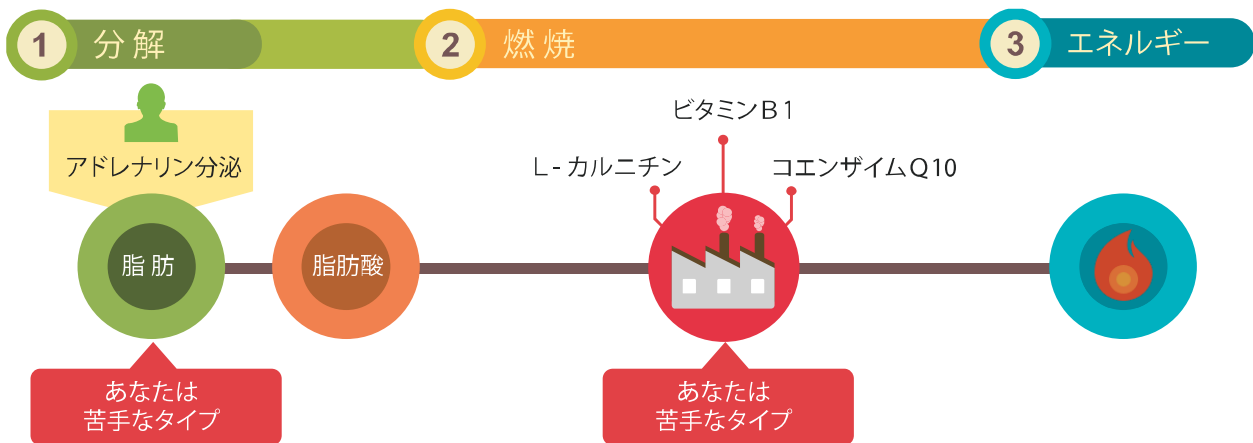 1 分解
2 燃焼
3 エネルギー
アドレナリン分泌
ビタミンB1
L-カルニチン
コエンザイムQ10
脂肪
脂肪酸
あなたは
苦手なタイプ
あなたは
苦手なタイプ